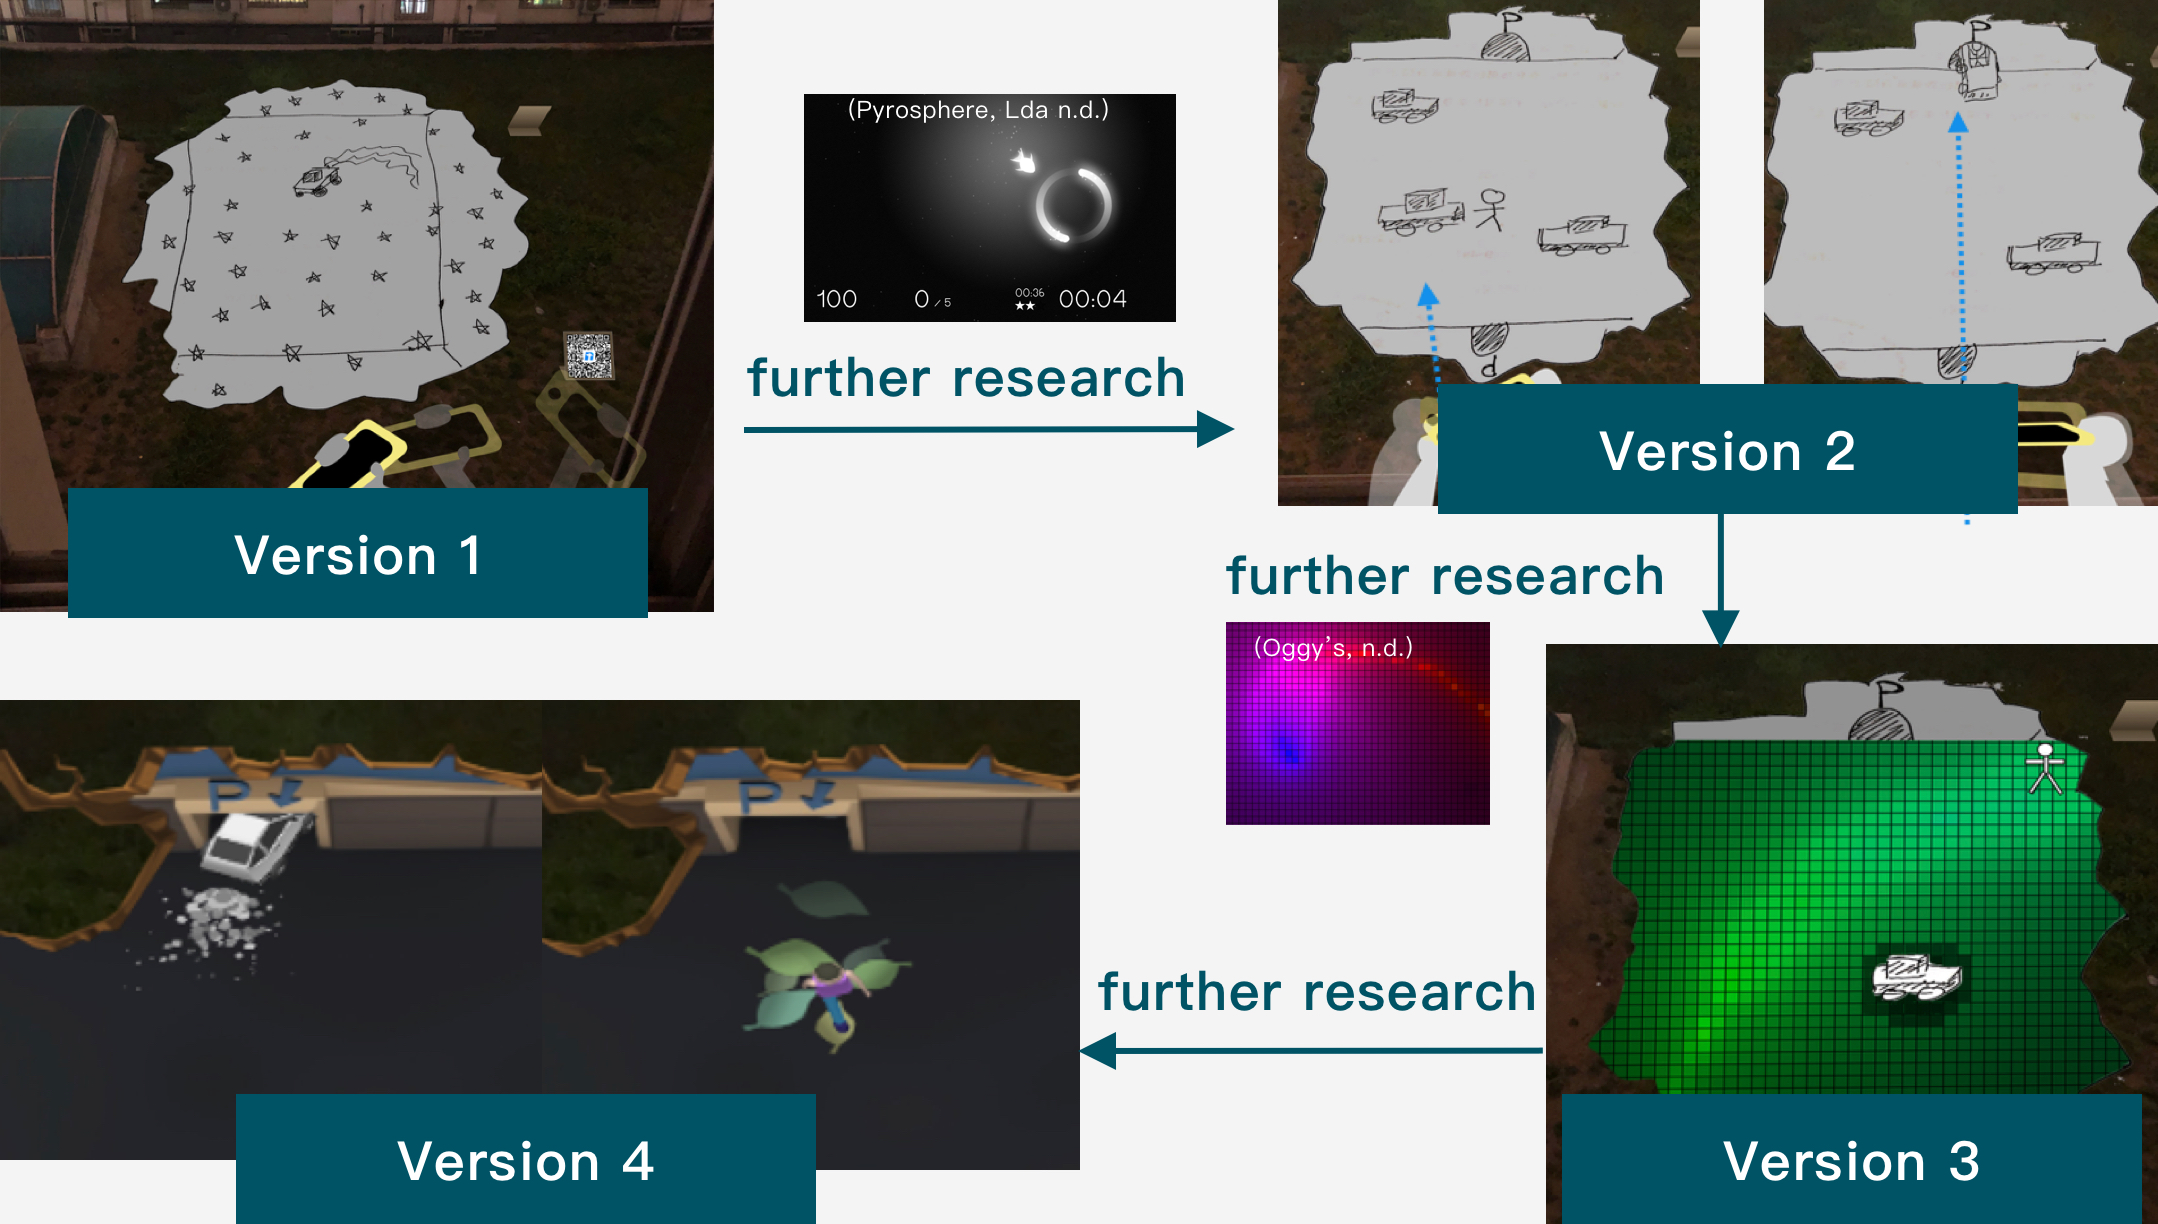 (Pyrosphere, Lda n.d.)
100
0 / 5
00:36
★★
00:04
further research
P
d
P
Version 1
Version 2
further research
(Oggy's, n.d.)
P
P
P
further research
Version 4
Version 3